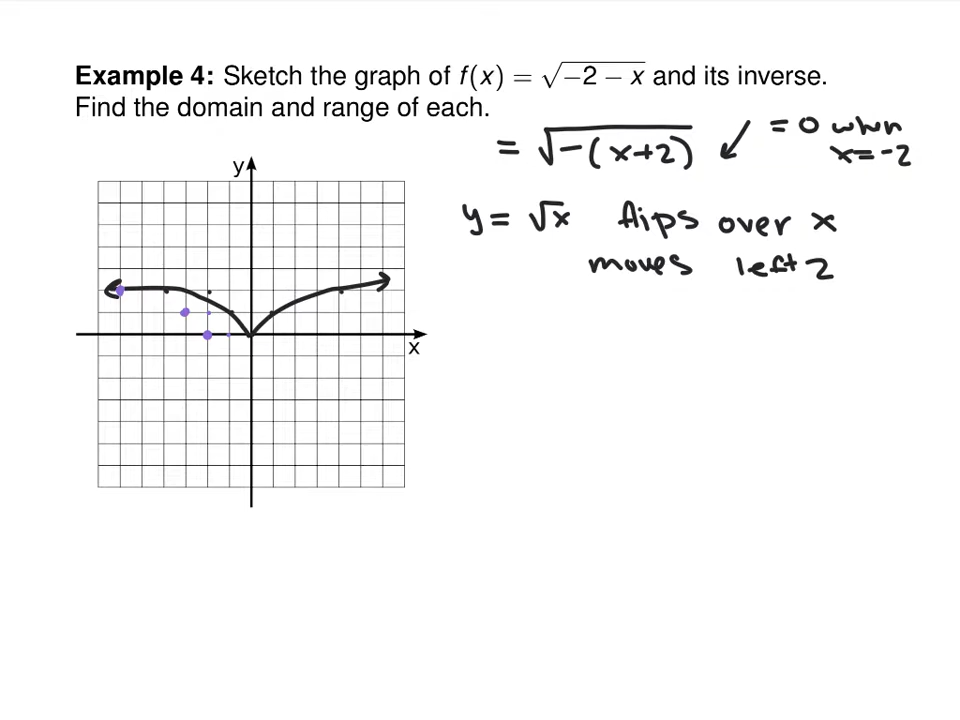 Example 4: Sketch the graph of f(x) = √(-2 - x) and its inverse.
Find the domain and range of each.
= √(-(x+2)) ↙ = 0 when
x = -2
y = √x flips over x
moves left 2
y
x